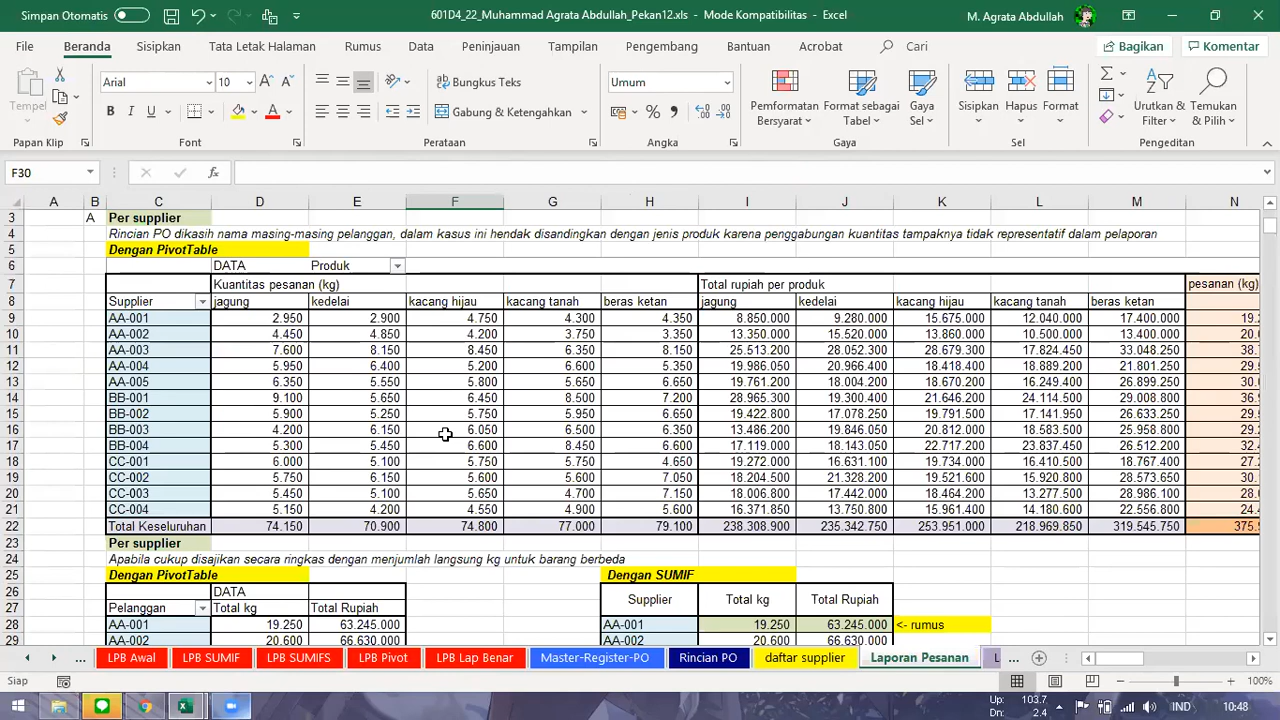 Simpan Otomatis
601D4_22_Muhammad Agrata Abdullah_Pekan12.xls - Mode Kompatibilitas - Excel
M. Agrata Abdullah
File Beranda Sisipkan Tata Letak Halaman Rumus Data Peninjauan Tampilan Pengembang Bantuan Acrobat Cari Bagikan Komentar
Tempel
Arial 10
B I U A
Bungkus Teks
Gabung & Ketengahkan
Umum
Pemformatan Bersyarat
Format sebagai Tabel
Gaya Sel
Sisipkan Hapus Format
Urutkan & Filter
Temukan & Pilih
Papan Klip Font Perataan Angka Gaya Sel Pengeditan
F30 fx
A B C D E F G H I J K L M N
3 A Per supplier
4 Rincian PO dikasih nama masing-masing pelanggan, dalam kasus ini hendak disandingkan dengan jenis produk karena penggabungan kuantitas tampaknya tidak representatif dalam pelaporan
5 Dengan PivotTable
6 DATA Produk
7 Kuantitas pesanan (kg) Total rupiah per produk pesanan (kg)
8 Supplier jagung kedelai kacang hijau kacang tanah beras ketan jagung kedelai kacang hijau kacang tanah beras ketan
9 AA-001 2.950 2.900 4.750 4.300 4.350 8.850.000 9.280.000 15.675.000 12.040.000 17.400.000 19.
10 AA-002 4.450 4.850 4.200 3.750 3.350 13.350.000 15.520.000 13.860.000 10.500.000 13.400.000 20.
11 AA-003 7.600 8.150 8.450 6.350 8.150 25.513.200 28.052.300 28.679.300 17.824.450 33.048.250 38.
12 AA-004 5.950 6.400 5.200 6.600 5.350 19.986.050 20.966.400 18.418.400 18.889.200 21.801.250 29.
13 AA-005 6.350 5.550 5.800 5.650 6.650 19.761.200 18.004.200 18.670.200 16.249.400 26.899.250 30.
14 BB-001 9.100 5.650 6.450 8.500 7.200 28.965.300 19.300.400 21.646.200 24.114.500 28.646.000 36.
15 BB-002 5.900 5.250 5.750 5.950 6.650 19.422.800 17.078.250 19.791.500 17.141.950 26.531.000 29.
16 BB-003 4.200 6.150 6.050 6.500 6.350 13.486.200 19.846.050 20.812.000 18.583.500 25.958.800 29.
17 BB-004 5.300 5.450 6.600 8.450 6.600 17.119.000 18.143.050 22.717.200 23.837.450 26.512.200 32.
18 CC-001 6.000 5.100 5.750 5.750 4.650 19.272.000 16.631.100 19.734.000 16.410.500 18.767.400 27.
19 CC-002 5.750 6.150 5.600 5.600 7.050 18.204.500 21.328.200 19.521.600 15.920.800 28.573.650 30.
20 CC-003 5.450 5.100 5.650 4.700 7.150 18.006.800 17.442.000 18.464.200 13.277.500 28.986.100 28.
21 CC-004 5.150 4.200 4.550 4.900 5.600 16.371.850 13.750.800 15.961.400 14.180.600 22.556.800 24.
22 Total Keseluruhan 74.150 70.900 74.800 77.000 79.100 238.308.900 235.342.750 253.951.000 218.969.850 319.545.750 375.
23 Per supplier
24 Apabila cukup disajikan secara ringkas dengan menjumlah langsung kg untuk barang berbeda
25 Dengan PivotTable Dengan SUMIF
26 DATA
27 Pelanggan Total kg Total Rupiah Supplier Total kg Total Rupiah
28 AA-001 19.250 63.245.000 AA-001 19.250 63.245.000 <- rumus
29 AA-002 20.600 66.630.000 AA-002 20.600 66.630.000
... LPB Awal LPB SUMIF LPB SUMIFS LPB Pivot LPB Lap Benar Master-Register-PO Rincian PO daftar supplier Laporan Pesanan L ...
Siap 100%
Up: 003.7
Dn: 2.4
IND 10:48